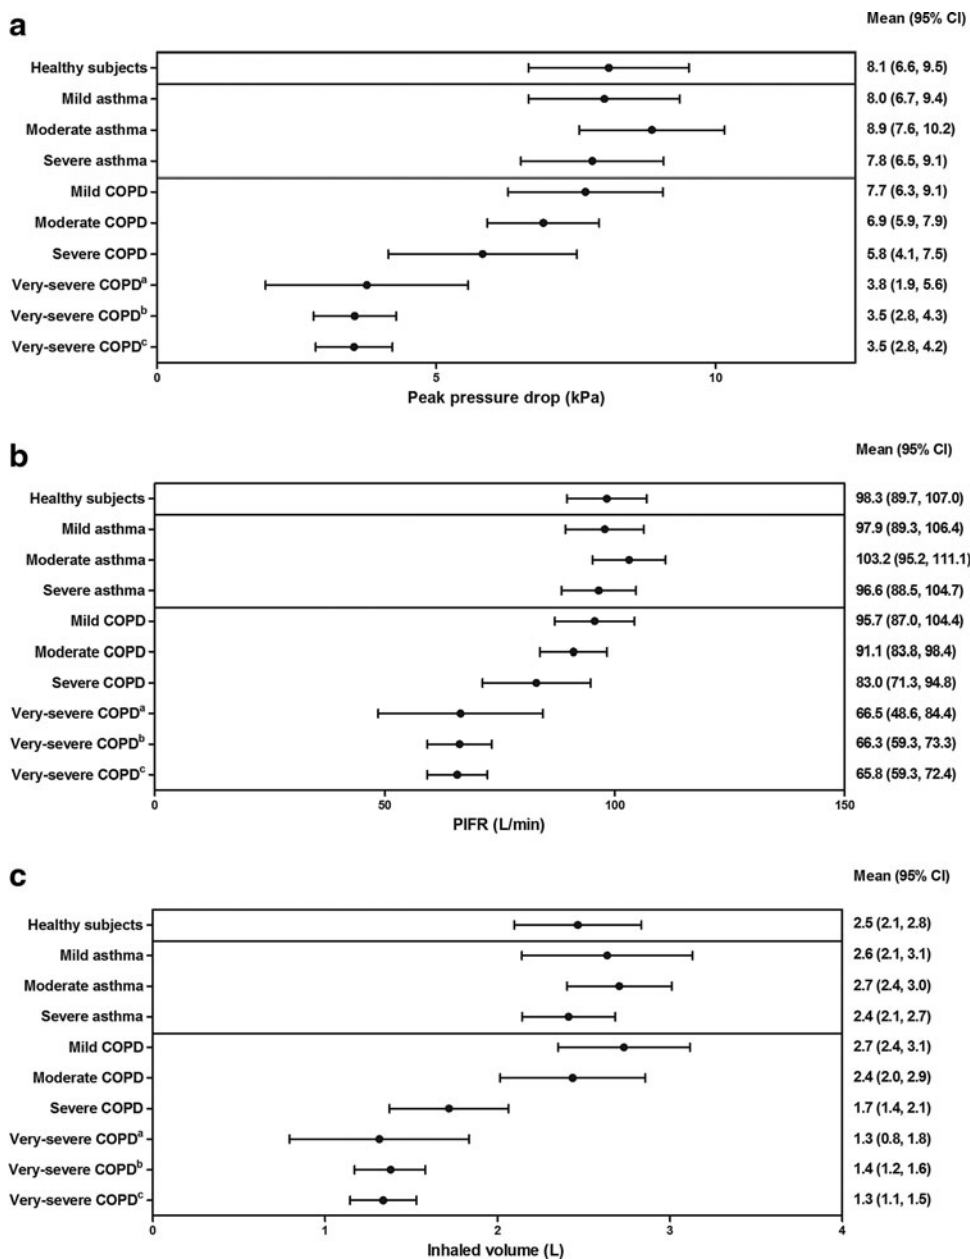 a
Mean (95% CI)
Healthy subjects 8.1 (6.6, 9.5)
Mild asthma 8.0 (6.7, 9.4)
Moderate asthma 8.9 (7.6, 10.2)
Severe asthma 7.8 (6.5, 9.1)
Mild COPD 7.7 (6.3, 9.1)
Moderate COPD 6.9 (5.9, 7.9)
Severe COPD 5.8 (4.1, 7.5)
Very-severe COPDᵃ 3.8 (1.9, 5.6)
Very-severe COPDᵇ 3.5 (2.8, 4.3)
Very-severe COPDᶜ 3.5 (2.8, 4.2)
0 5 10
Peak pressure drop (kPa)
b
Mean (95% CI)
Healthy subjects 98.3 (89.7, 107.0)
Mild asthma 97.9 (89.3, 106.4)
Moderate asthma 103.2 (95.2, 111.1)
Severe asthma 96.6 (88.5, 104.7)
Mild COPD 95.7 (87.0, 104.4)
Moderate COPD 91.1 (83.8, 98.4)
Severe COPD 83.0 (71.3, 94.8)
Very-severe COPDᵃ 66.5 (48.6, 84.4)
Very-severe COPDᵇ 66.3 (59.3, 73.3)
Very-severe COPDᶜ 65.8 (59.3, 72.4)
0 50 100 150
PIFR (L/min)
c
Mean (95% CI)
Healthy subjects 2.5 (2.1, 2.8)
Mild asthma 2.6 (2.1, 3.1)
Moderate asthma 2.7 (2.4, 3.0)
Severe asthma 2.4 (2.1, 2.7)
Mild COPD 2.7 (2.4, 3.1)
Moderate COPD 2.4 (2.0, 2.9)
Severe COPD 1.7 (1.4, 2.1)
Very-severe COPDᵃ 1.3 (0.8, 1.8)
Very-severe COPDᵇ 1.4 (1.2, 1.6)
Very-severe COPDᶜ 1.3 (1.1, 1.5)
0 1 2 3 4
Inhaled volume (L)